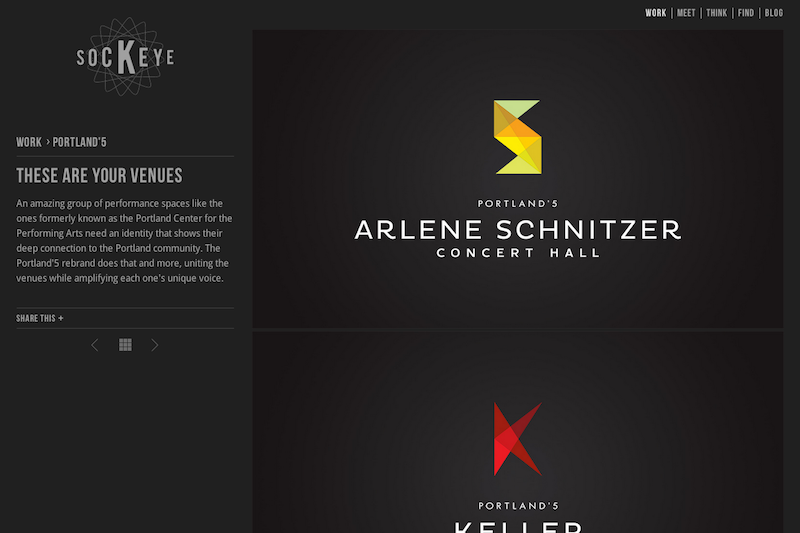 WORK | MEET | THINK | FIND | BLOG
SOCKEYE
WORK › PORTLAND'5
THESE ARE YOUR VENUES
An amazing group of performance spaces like the
ones formerly known as the Portland Center for the
Performing Arts need an identity that shows their
deep connection to the Portland community. The
Portland'5 rebrand does that and more, uniting the
venues while amplifying each one's unique voice.
SHARE THIS +
PORTLAND'5
ARLENE SCHNITZER
CONCERT HALL
PORTLAND'5
KELLER